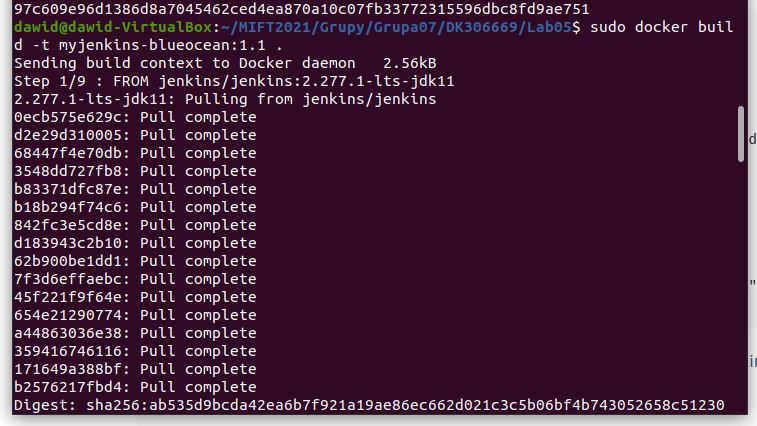 97c609e96d1386d8a7045462ced4ea870a10c07fb33772315596dbc8fd9ae751
dawid@dawid-VirtualBox:~/MIFT2021/Grupy/Grupa07/DK306669/Lab05$ sudo docker buil
d -t myjenkins-blueocean:1.1 .
Sending build context to Docker daemon   2.56kB
Step 1/9 : FROM jenkins/jenkins:2.277.1-lts-jdk11
2.277.1-lts-jdk11: Pulling from jenkins/jenkins
0ecb575e629c: Pull complete
d2e29d310005: Pull complete
68447f4e70db: Pull complete
3548dd727fb8: Pull complete
b83371dfc87e: Pull complete
b18b294f74c6: Pull complete
842fc3e5cd8e: Pull complete
d183943c2b10: Pull complete
62b900be1dd1: Pull complete
7f3d6effaebc: Pull complete
45f221f9f64e: Pull complete
654e21290774: Pull complete
a44863036e38: Pull complete
359416746116: Pull complete
171649a388bf: Pull complete
b2576217fbd4: Pull complete
Digest: sha256:ab535d9bcda42ea6b7f921a19ae86ec662d021c3c5b06bf4b743052658c51230